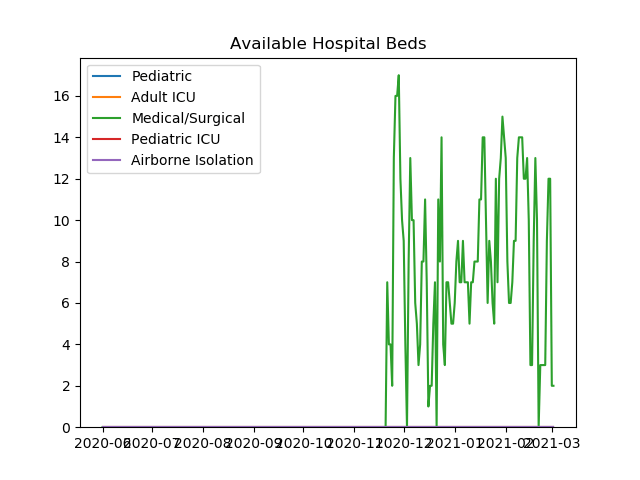 Available Hospital Beds
Pediatric
Adult ICU
Medical/Surgical
Pediatric ICU
Airborne Isolation
16
14
12
10
8
6
4
2
0
2020-06 2020-07 2020-08 2020-09 2020-10 2020-11 2020-12 2021-01 2021-02 2021-03